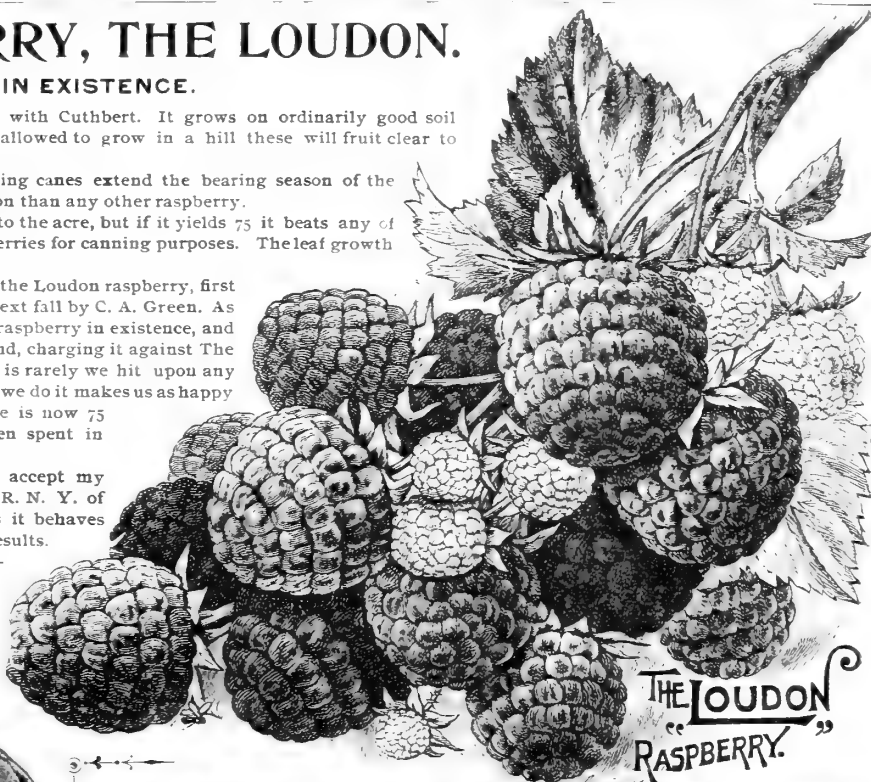 RRY, THE LOUDON.
IN EXISTENCE.
with Cuthbert. It grows on ordinarily good soil
allowed to grow in a hill these will fruit clear to
ing canes extend the bearing season of the
on than any other raspberry.
to the acre, but if it yields 75 it beats any of
erries for canning purposes. The leaf growth
the Loudon raspberry, first
ext fall by C. A. Green. As
raspberry in existence, and
nd, charging it against The
is rarely we hit upon any
we do it makes us as happy
e is now 75
en spent in
accept my
R. N. Y. of
s it behaves
esults.
THE LOUDON
"RASPBERRY."